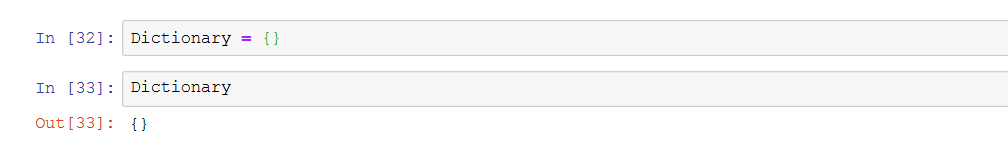 In [32]: Dictionary = {}
In [33]: Dictionary
Out[33]: {}